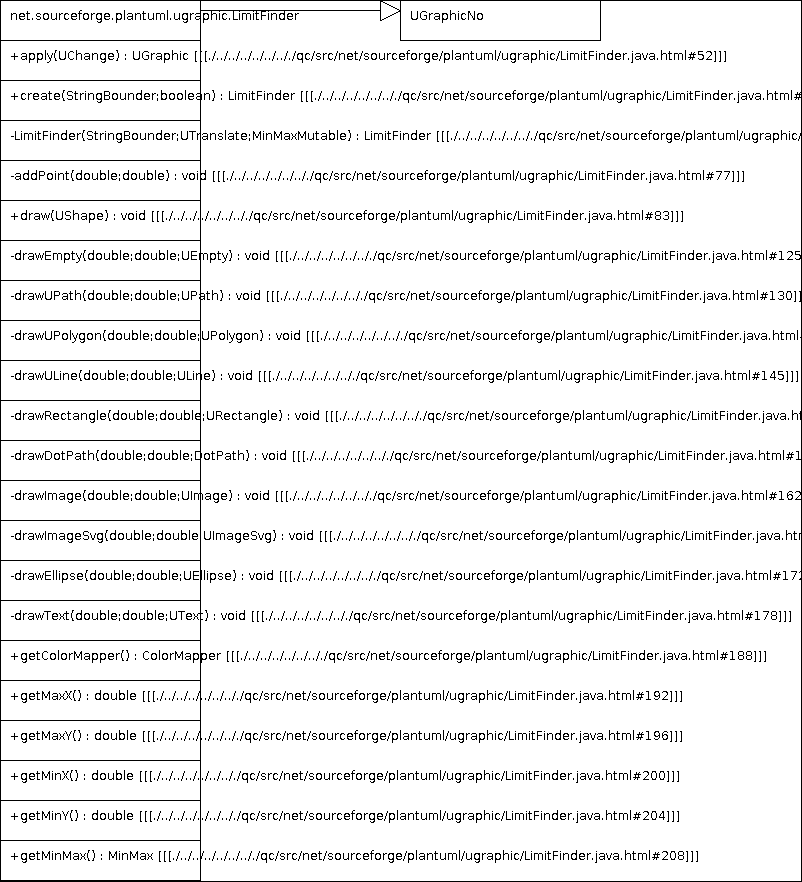 net.sourceforge.plantuml.ugraphic.LimitFinder
UGraphicNo
+apply(UChange) : UGraphic [[[./../../../../../../qc/src/net/sourceforge/plantuml/ugraphic/LimitFinder.java.html#52]]]
+create(StringBounder;boolean) : LimitFinder [[[./../../../../../../qc/src/net/sourceforge/plantuml/ugraphic/LimitFinder.java.html#
-LimitFinder(StringBounder;UTranslate;MinMaxMutable) : LimitFinder [[[./../../../../../../qc/src/net/sourceforge/plantuml/ugraphic/
-addPoint(double;double) : void [[[./../../../../../../qc/src/net/sourceforge/plantuml/ugraphic/LimitFinder.java.html#77]]]
+draw(UShape) : void [[[./../../../../../../qc/src/net/sourceforge/plantuml/ugraphic/LimitFinder.java.html#83]]]
-drawEmpty(double;double;UEmpty) : void [[[./../../../../../../qc/src/net/sourceforge/plantuml/ugraphic/LimitFinder.java.html#125
-drawUPath(double;double;UPath) : void [[[./../../../../../../qc/src/net/sourceforge/plantuml/ugraphic/LimitFinder.java.html#130]]
-drawUPolygon(double;double;UPolygon) : void [[[./../../../../../../qc/src/net/sourceforge/plantuml/ugraphic/LimitFinder.java.html
-drawULine(double;double;ULine) : void [[[./../../../../../../qc/src/net/sourceforge/plantuml/ugraphic/LimitFinder.java.html#145]]]
-drawRectangle(double;double;URectangle) : void [[[./../../../../../../qc/src/net/sourceforge/plantuml/ugraphic/LimitFinder.java.ht
-drawDotPath(double;double;DotPath) : void [[[./../../../../../../qc/src/net/sourceforge/plantuml/ugraphic/LimitFinder.java.html#1
-drawImage(double;double;UImage) : void [[[./../../../../../../qc/src/net/sourceforge/plantuml/ugraphic/LimitFinder.java.html#162
-drawImageSvg(double;double;UImageSvg) : void [[[./../../../../../../qc/src/net/sourceforge/plantuml/ugraphic/LimitFinder.java.htm
-drawEllipse(double;double;UEllipse) : void [[[./../../../../../../qc/src/net/sourceforge/plantuml/ugraphic/LimitFinder.java.html#172
-drawText(double;double;UText) : void [[[./../../../../../../qc/src/net/sourceforge/plantuml/ugraphic/LimitFinder.java.html#178]]]
+getColorMapper() : ColorMapper [[[./../../../../../../qc/src/net/sourceforge/plantuml/ugraphic/LimitFinder.java.html#188]]]
+getMaxX() : double [[[./../../../../../../qc/src/net/sourceforge/plantuml/ugraphic/LimitFinder.java.html#192]]]
+getMaxY() : double [[[./../../../../../../qc/src/net/sourceforge/plantuml/ugraphic/LimitFinder.java.html#196]]]
+getMinX() : double [[[./../../../../../../qc/src/net/sourceforge/plantuml/ugraphic/LimitFinder.java.html#200]]]
+getMinY() : double [[[./../../../../../../qc/src/net/sourceforge/plantuml/ugraphic/LimitFinder.java.html#204]]]
+getMinMax() : MinMax [[[./../../../../../../qc/src/net/sourceforge/plantuml/ugraphic/LimitFinder.java.html#208]]]